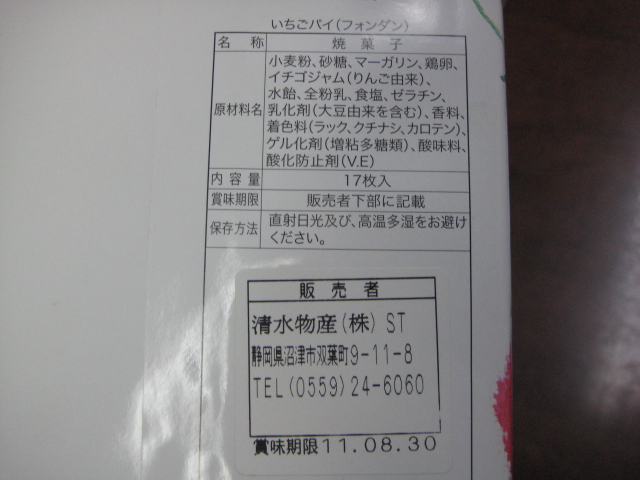 いちごパイ(フォンダン)
名称 焼菓子
原材料名 小麦粉、砂糖、マーガリン、鶏卵、
イチゴジャム(りんご由来)、
水飴、全粉乳、食塩、ゼラチン、
乳化剤(大豆由来を含む)、香料、
着色料(ラック、クチナシ、カロテン)、
ゲル化剤(増粘多糖類)、酸味料、
酸化防止剤(V.E)
内容量 17枚入
賞味期限 販売者下部に記載
保存方法 直射日光及び、高温多湿をお避け
ください。
販売者
清水物産(株)ST
静岡県沼津市双葉町9-11-8
TEL(0559)24-6060
賞味期限11.08.30